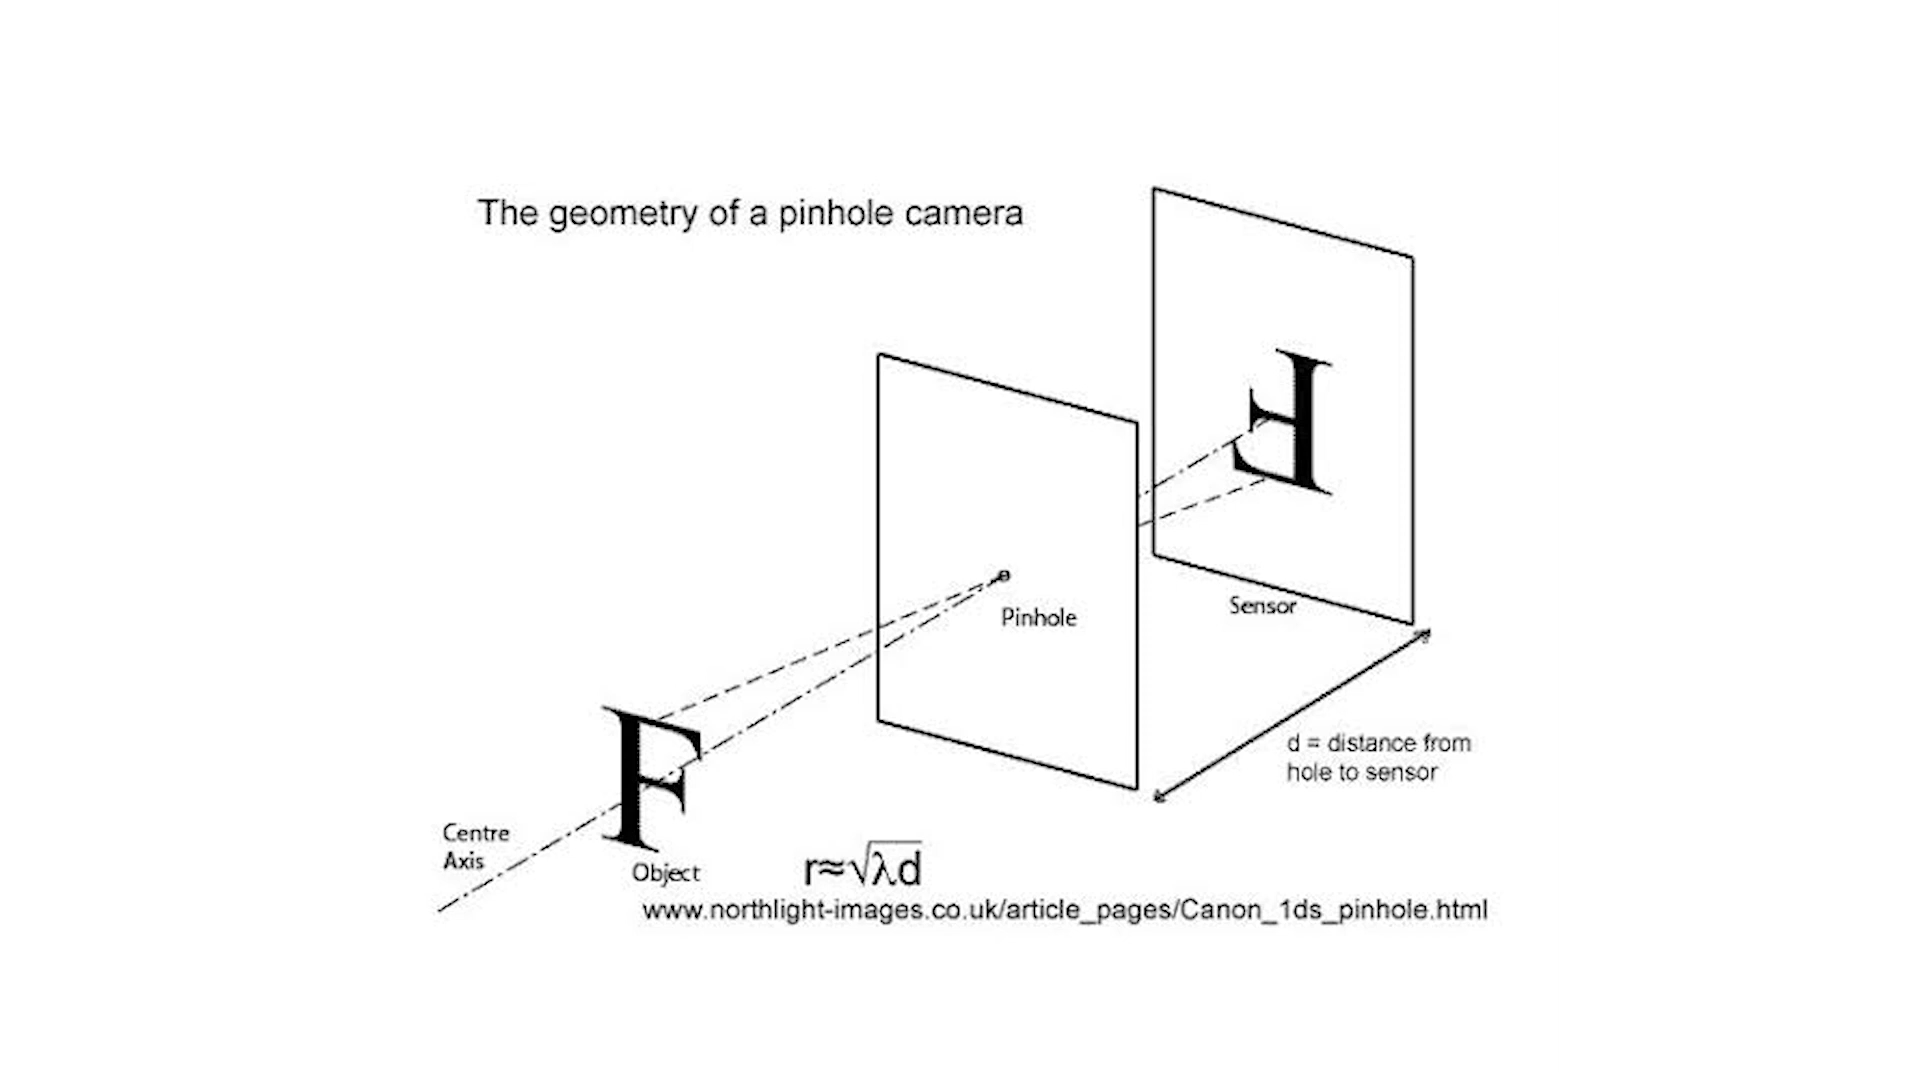 The geometry of a pinhole camera
F
Pinhole
Sensor
d = distance from
hole to sensor
F
Centre
Axis
Object
r≈√λd
www.northlight-images.co.uk/article_pages/Canon_1ds_pinhole.html